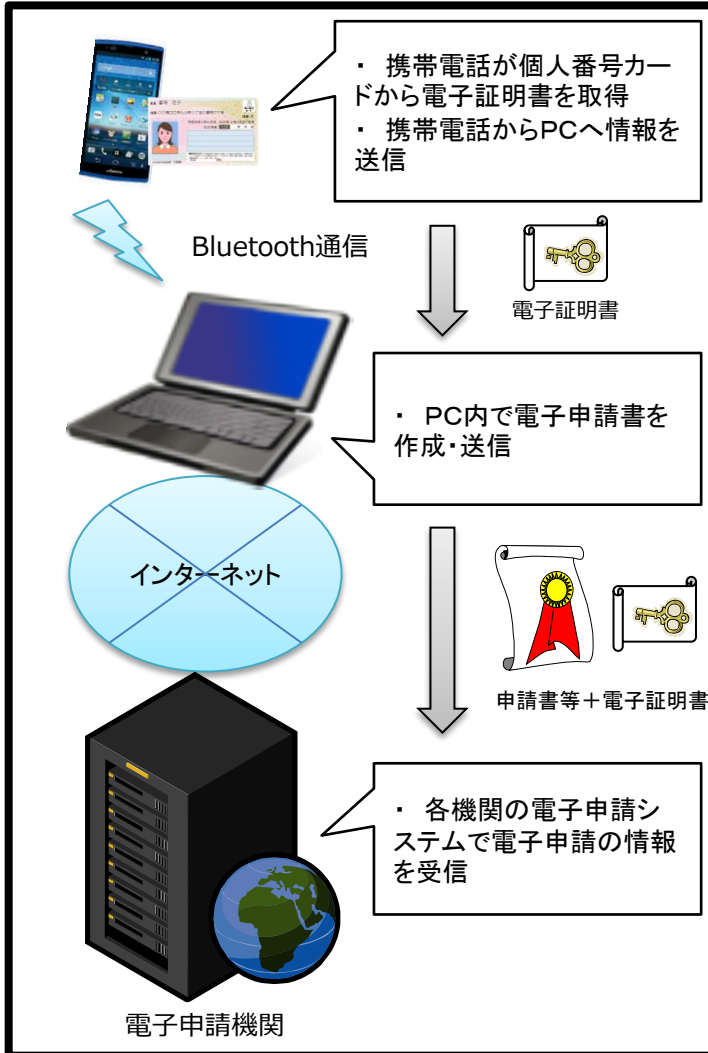 ・ 携帯電話が個人番号カー
ドから電子証明書を取得
・ 携帯電話からPCへ情報を
送信
Bluetooth通信
電子証明書
・ PC内で電子申請書を
作成・送信
インターネット
申請書等＋電子証明書
・ 各機関の電子申請シ
ステムで電子申請の情報
を受信
電子申請機関